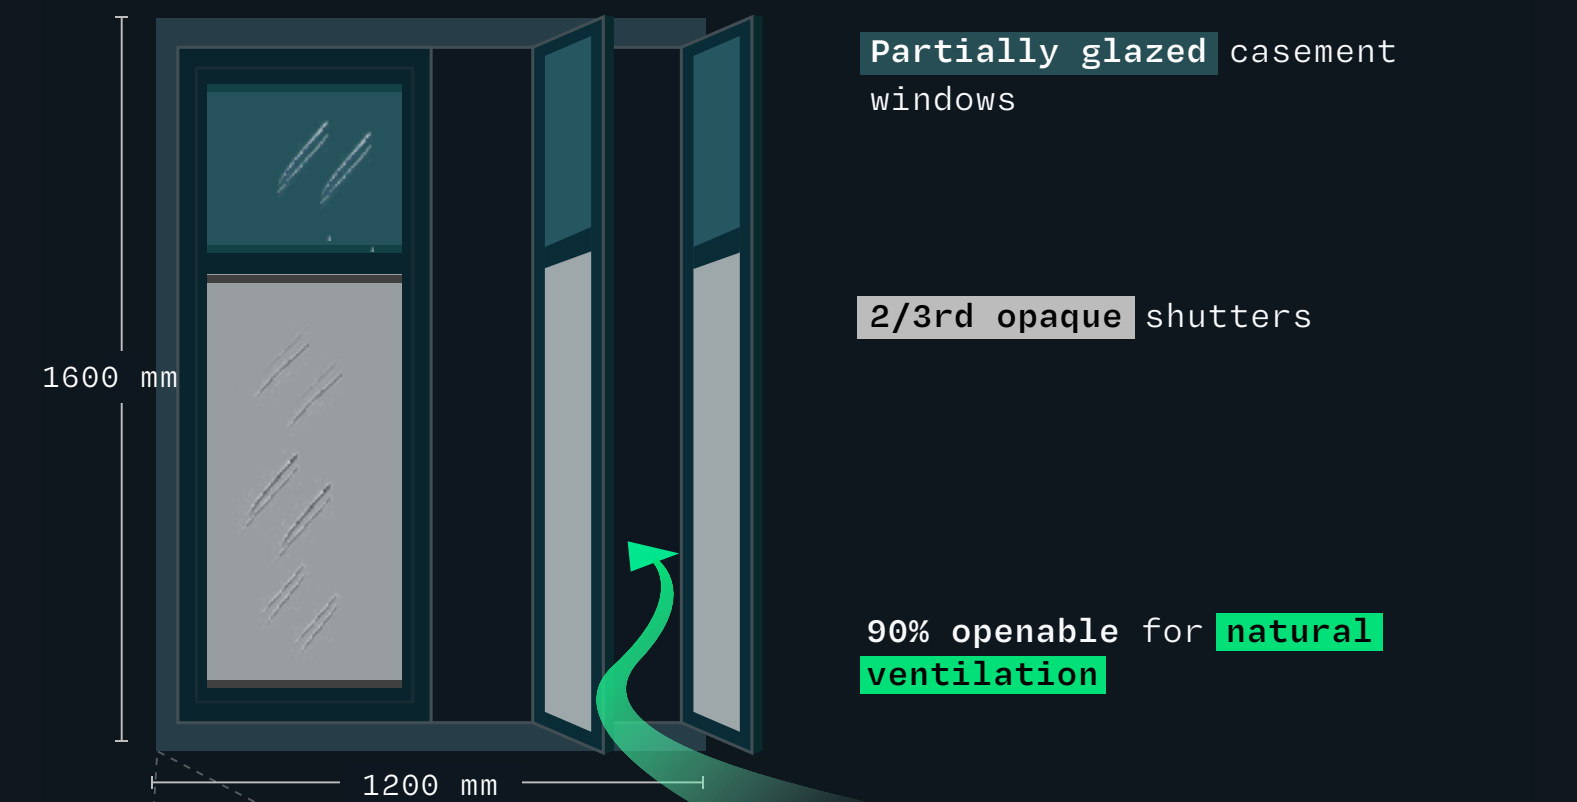 Partially glazed casement
windows
2/3rd opaque shutters
1600 mm
90% openable for natural
ventilation
1200 mm